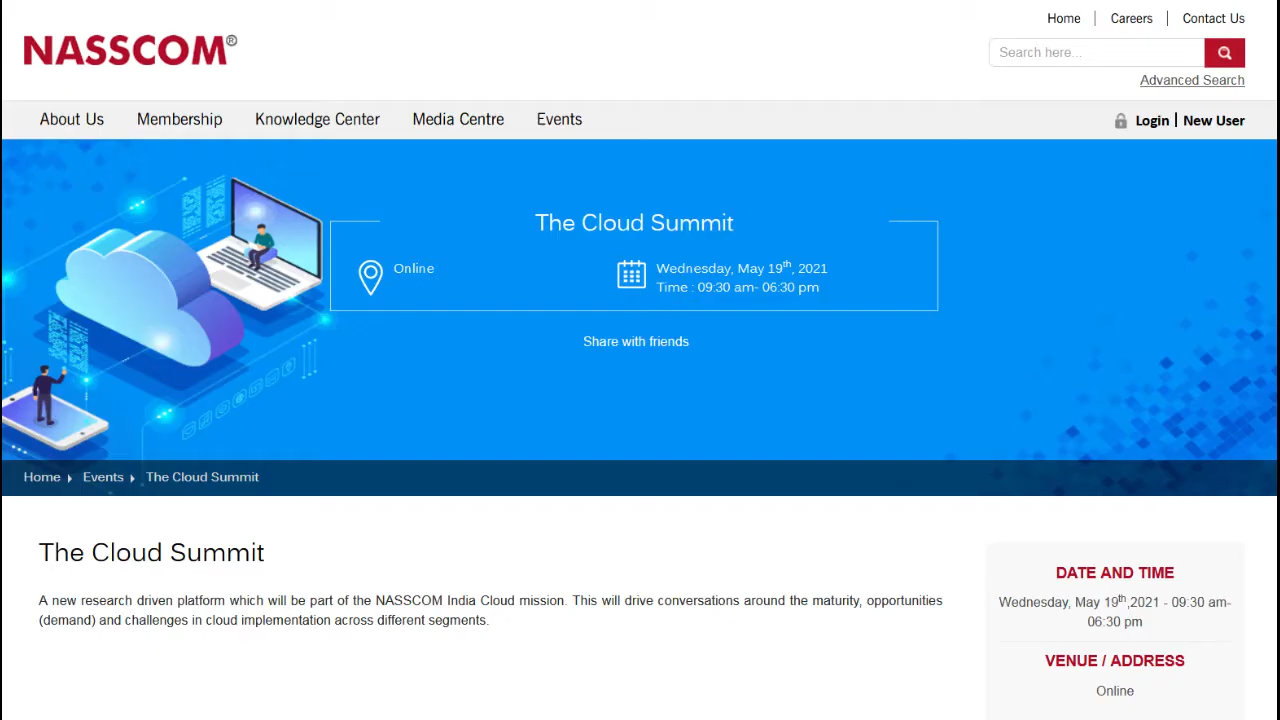 Home | Careers | Contact Us
NASSCOM®
Search here...
Advanced Search
About Us Membership Knowledge Center Media Centre Events Login | New User
The Cloud Summit
Online
Wednesday, May 19th, 2021
Time : 09:30 am- 06:30 pm
Share with friends
Home Events The Cloud Summit
The Cloud Summit
A new research driven platform which will be part of the NASSCOM India Cloud mission. This will drive conversations around the maturity, opportunities
(demand) and challenges in cloud implementation across different segments.
DATE AND TIME
Wednesday, May 19th,2021 - 09:30 am-
06:30 pm
VENUE / ADDRESS
Online